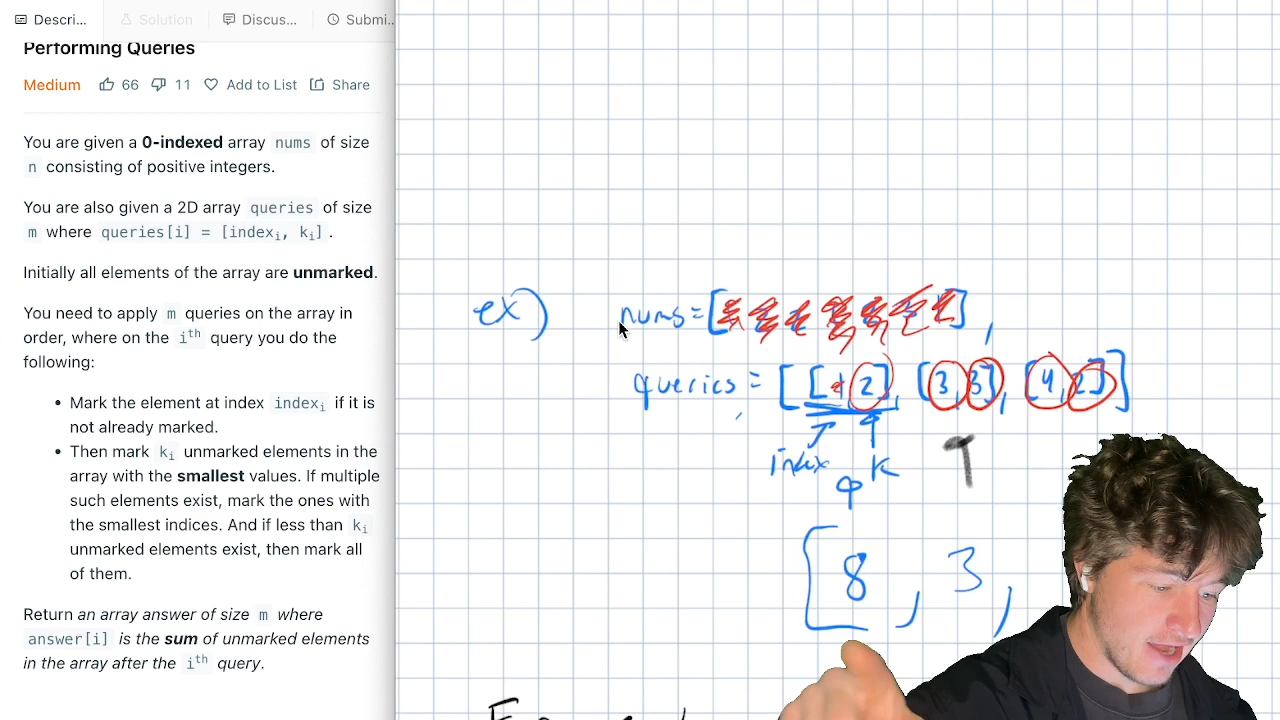 Descri...
Solution
Discus...
Submi...
Performing Queries
Medium 66 11 Add to List Share
You are given a 0-indexed array nums of size
n consisting of positive integers.
You are also given a 2D array queries of size
m where queries[i] = [indexi, ki].
Initially all elements of the array are unmarked.
You need to apply m queries on the array in
order, where on the ith query you do the
following:
• Mark the element at index indexi if it is
not already marked.
• Then mark ki unmarked elements in the
array with the smallest values. If multiple
such elements exist, mark the ones with
the smallest indices. And if less than ki
unmarked elements exist, then mark all
of them.
Return an array answer of size m where
answer[i] is the sum of unmarked elements
in the array after the ith query.
ex)
nums=[ ],
queries = [[ 2], [3,3], [4,2]]
index
K
[8, 3,